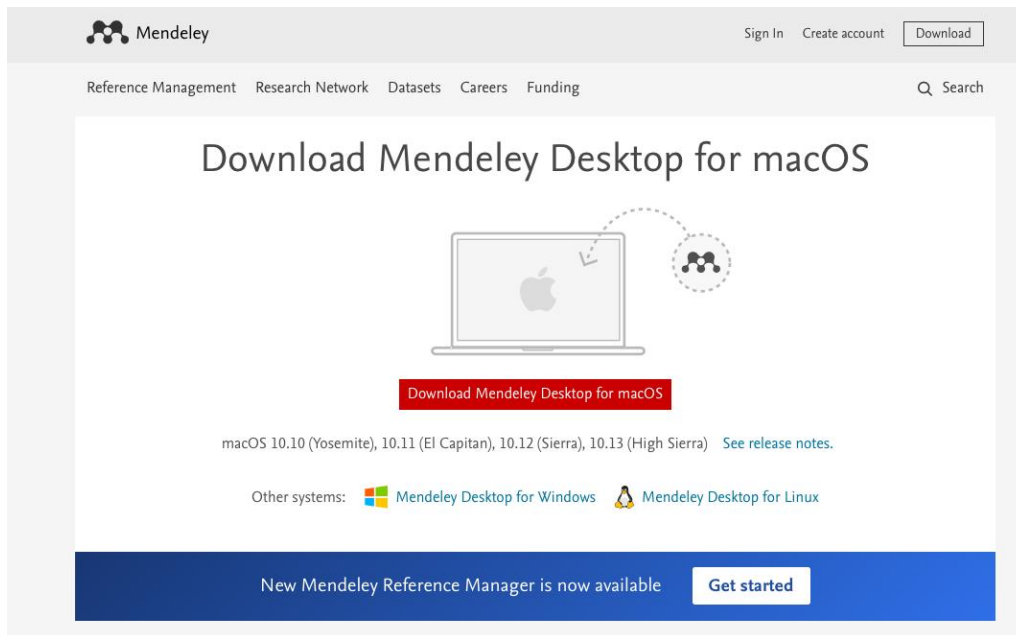 Mendeley
Sign In Create account Download
Reference Management Research Network Datasets Careers Funding Search
Download Mendeley Desktop for macOS
Download Mendeley Desktop for macOS
macOS 10.10 (Yosemite), 10.11 (El Capitan), 10.12 (Sierra), 10.13 (High Sierra) See release notes.
Other systems: Mendeley Desktop for Windows Mendeley Desktop for Linux
New Mendeley Reference Manager is now available Get started